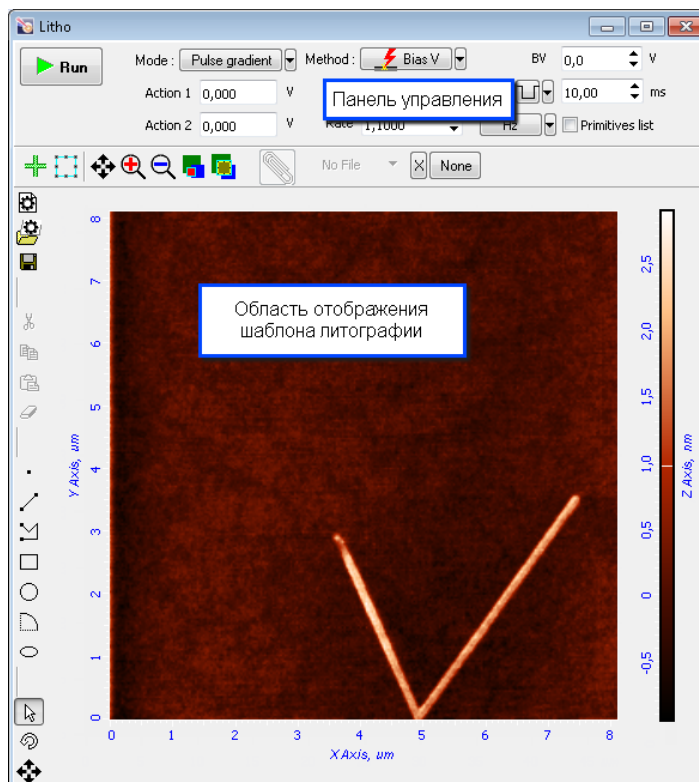 Litho
Run
Mode : Pulse gradient Method : Bias V BV 0,0 V
Action 1 0,000 V 10,00 ms
Панель управления
Action 2 0,000 V Rate 1,1000 Hz Primitives list
No File X None
Область отображения
шаблона литографии
8
7
6
5
4
3
2
1
0
Y Axis, um
0 1 2 3 4 5 6 7 8
X Axis, um
2,5
2,0
1,5
1,0
0,5
0
-0,5
Z Axis, nm